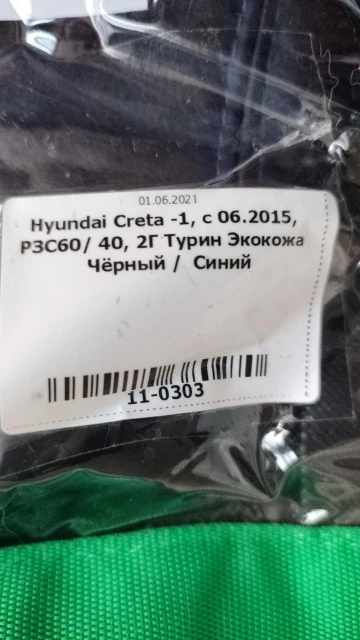 01.06.2021
Hyundai Creta -1, с 06.2015,
РЗС60/ 40, 2Г Турин Экокожа
Чёрный / Синий
11-0303